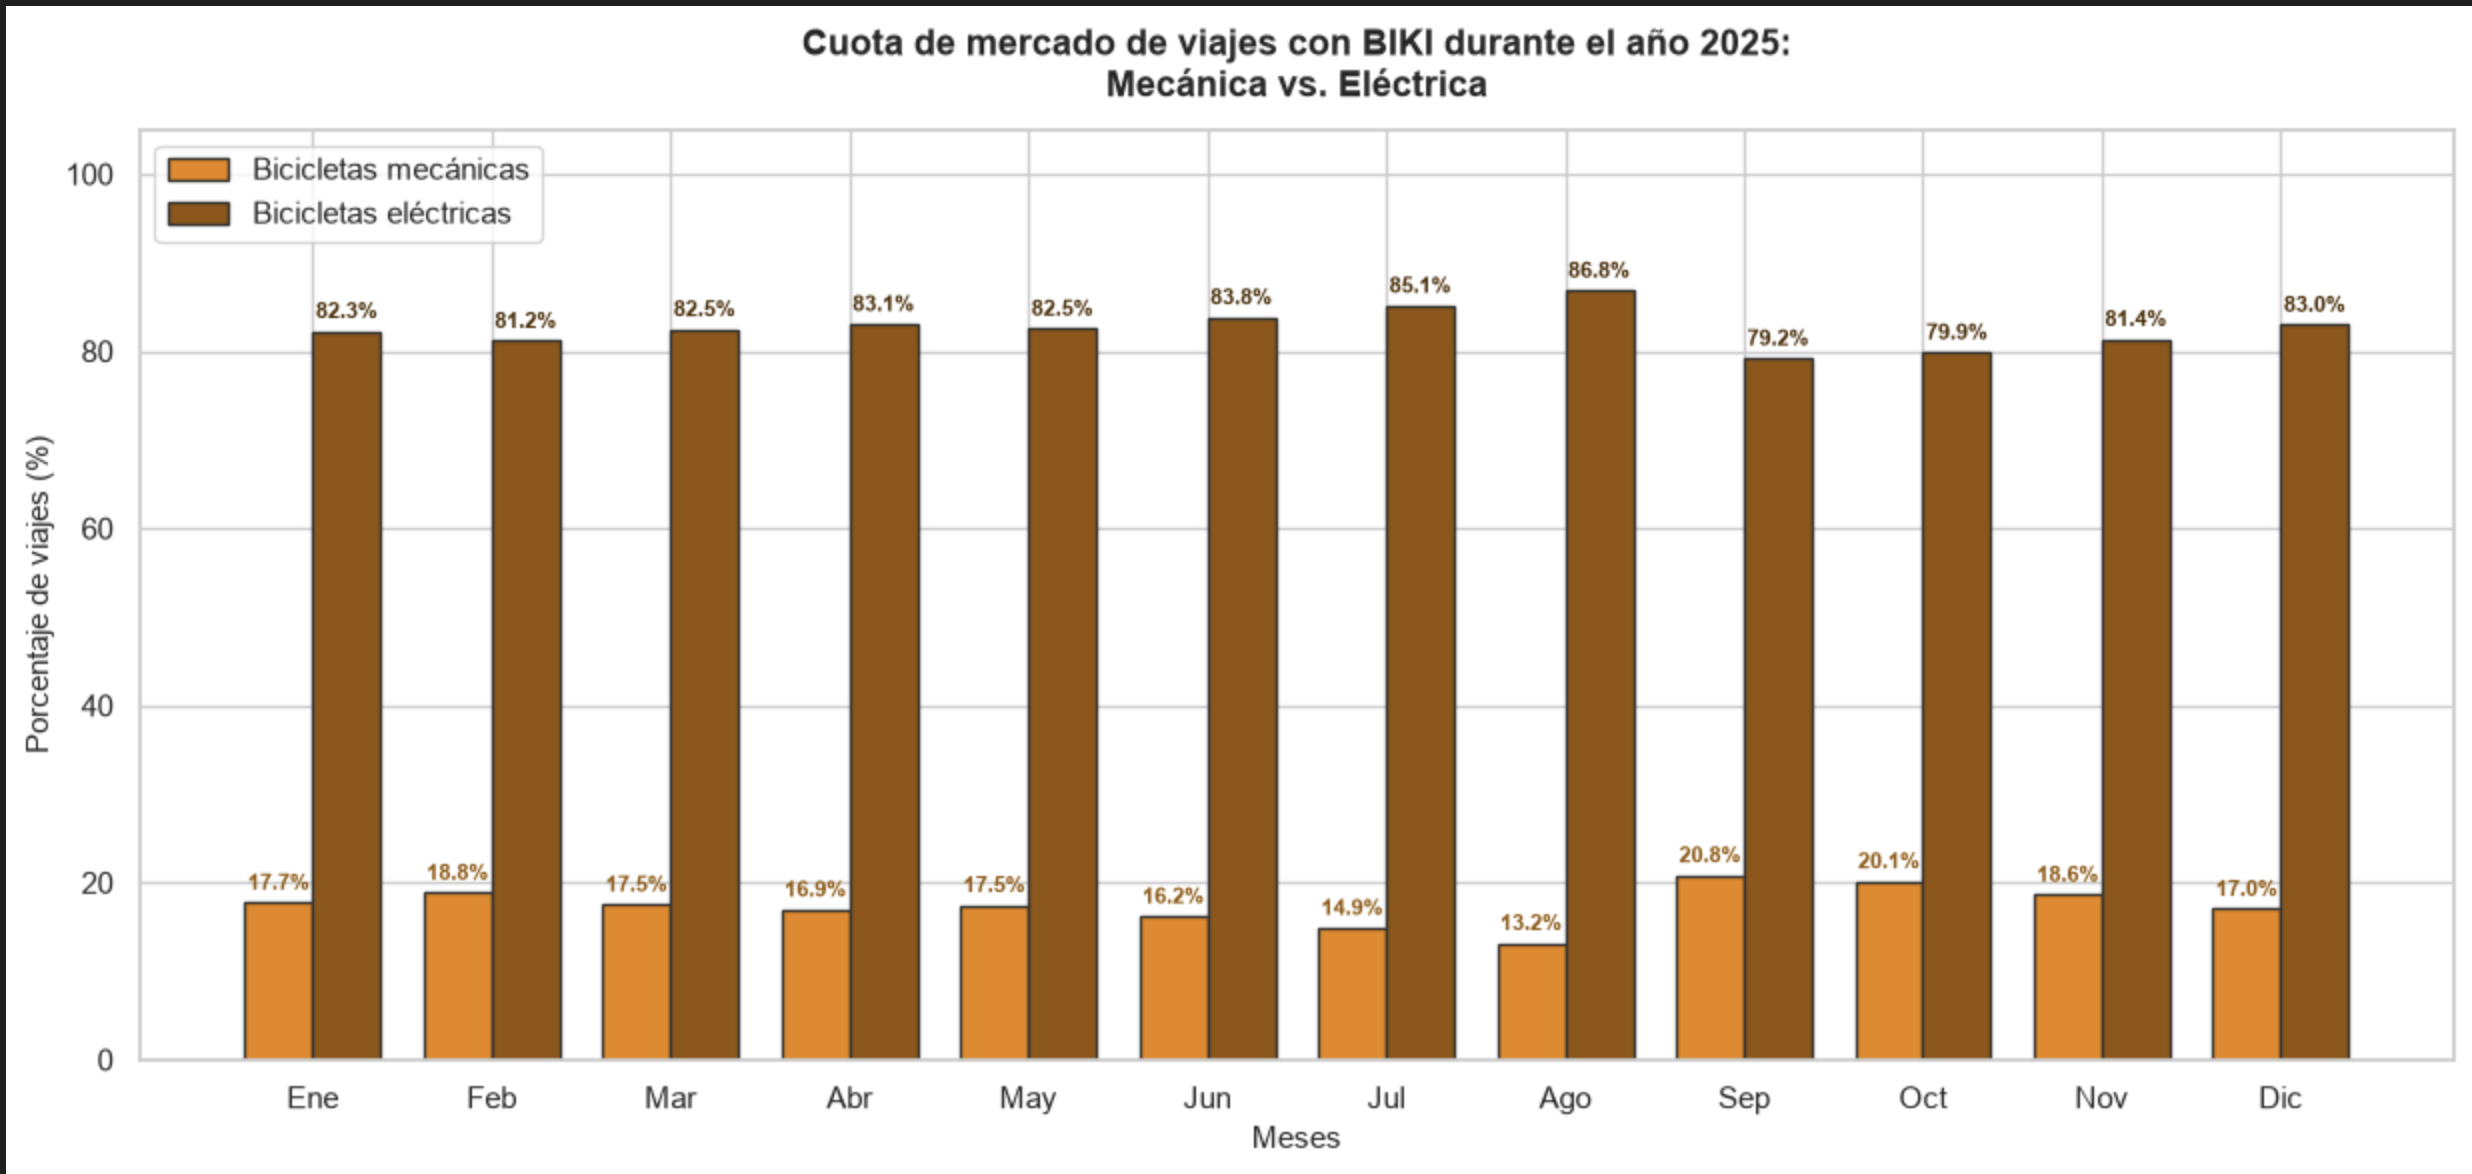 Cuota de mercado de viajes con BIKI durante el año 2025:
Mecánica vs. Eléctrica
Bicicletas mecánicas
Bicicletas eléctricas
Porcentaje de viajes (%)
100
80
60
40
20
0
17.7%
82.3%
18.8%
81.2%
17.5%
82.5%
16.9%
83.1%
17.5%
82.5%
16.2%
83.8%
14.9%
85.1%
13.2%
86.8%
20.8%
79.2%
20.1%
79.9%
18.6%
81.4%
17.0%
83.0%
Ene
Feb
Mar
Abr
May
Jun
Jul
Ago
Sep
Oct
Nov
Dic
Meses